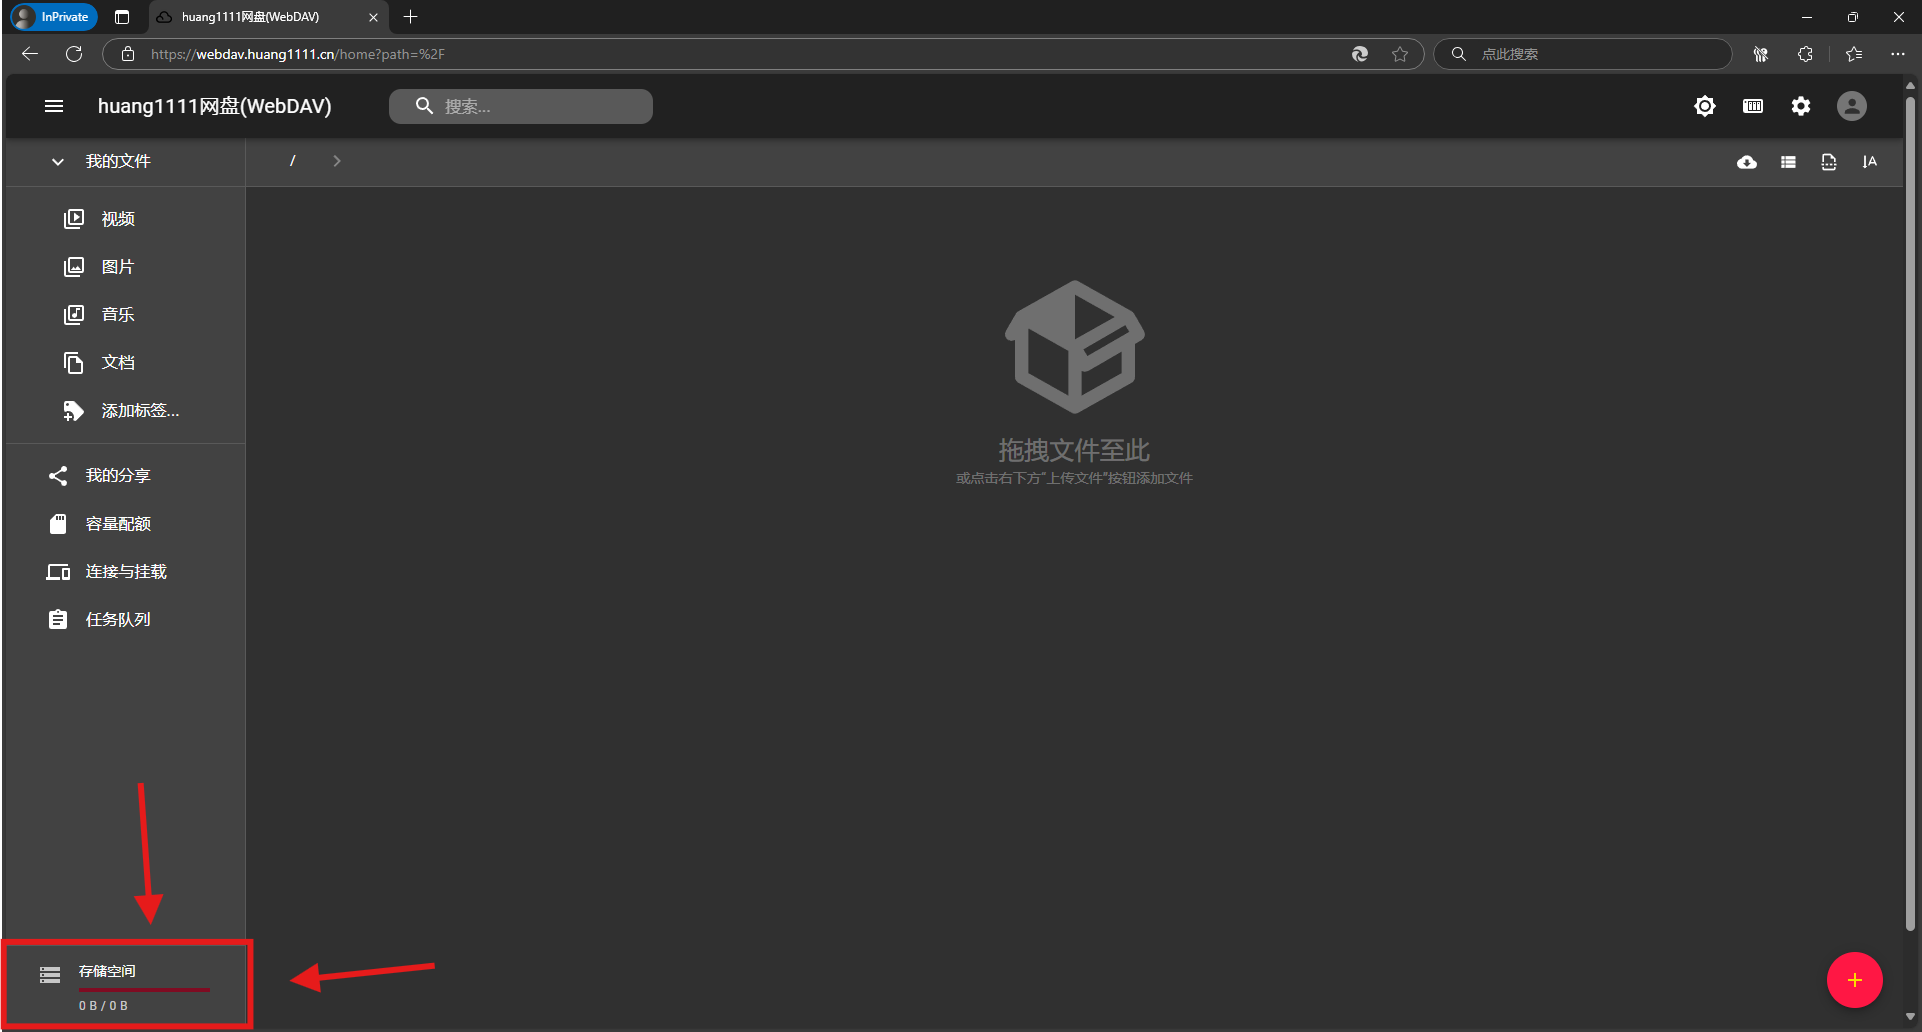 InPrivate
huang1111网盘(WebDAV)
https://webdav.huang1111.cn/home?path=%2F
点此搜索
huang1111网盘(WebDAV)
搜索...
我的文件
/
视频
图片
音乐
文档
添加标签...
我的分享
容量配额
连接与挂载
任务队列
拖拽文件至此
或点击右下方“上传文件”按钮添加文件
存储空间
0 B / 0 B